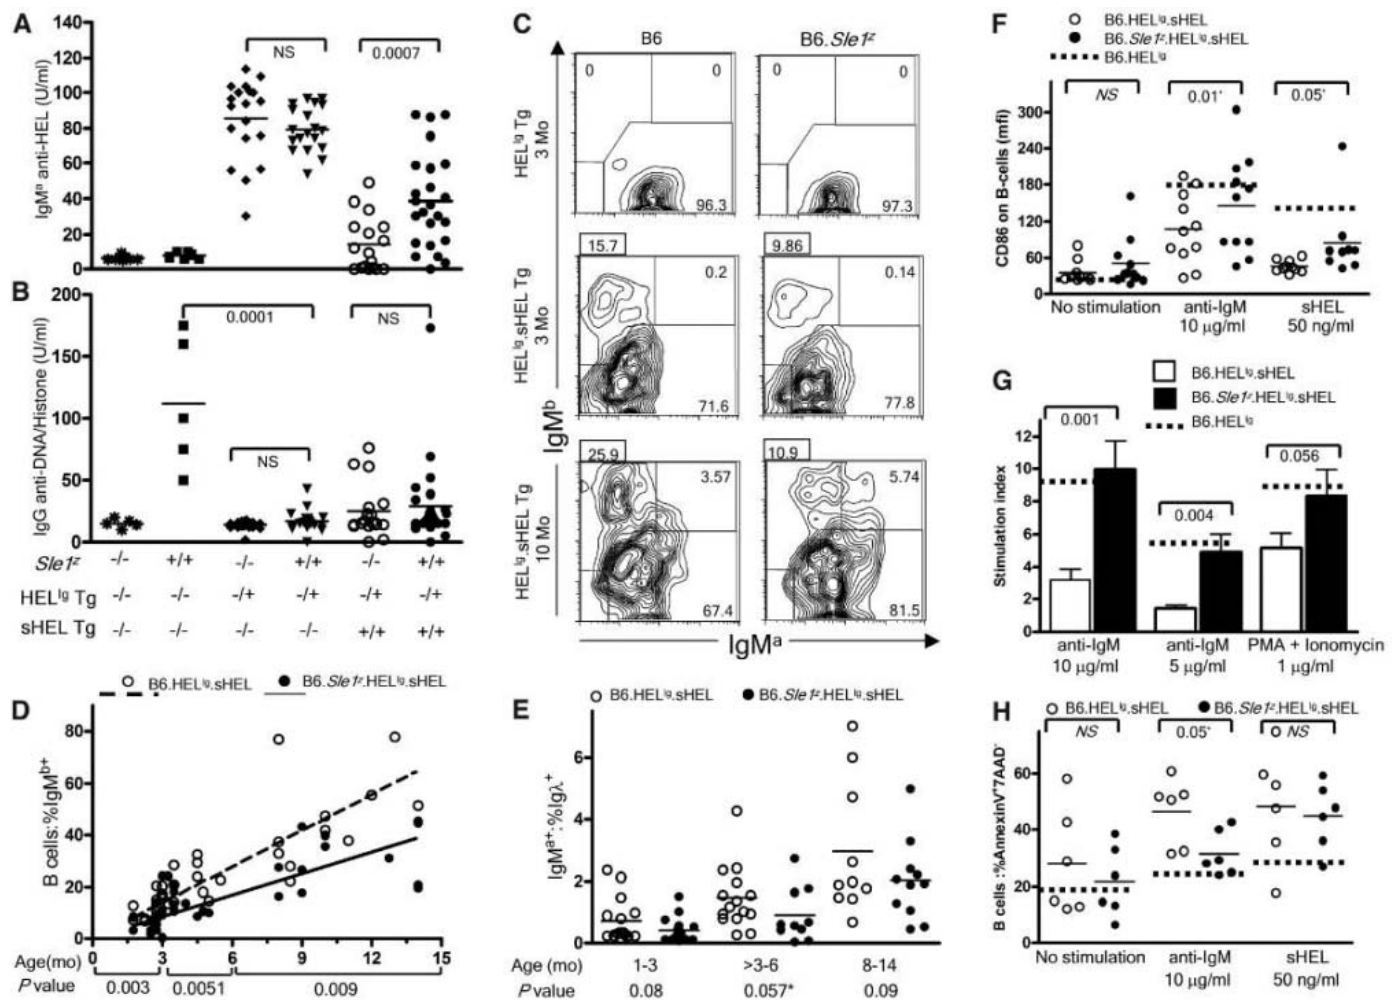 A
IgMᵃ anti-HEL (U/ml)
140
120
100
80
60
40
20
0
NS
0.0007
B
IgG anti-DNA/Histone (U/ml)
200
150
100
50
0
0.0001
NS
NS
Sle1ᶻ -/- +/+ -/- +/+ -/- +/+
HELᴵᵍ Tg -/- -/- -/+ -/+ -/+ -/+
sHEL Tg -/- -/- -/- -/- +/+ +/+
C
B6 B6.Sle1ᶻ
HELᴵᵍ Tg
3 Mo
0 0 0 0
96.3 97.3
HELᴵᵍ.sHEL Tg
3 Mo
15.7 9.86
0.2 0.14
71.6 77.8
HELᴵᵍ.sHEL Tg
10 Mo
25.9 10.9
3.57 5.74
67.4 81.5
IgMᵇ
IgMᵃ
D
B6.HELᴵᵍ.sHEL B6.Sle1ᶻ.HELᴵᵍ.sHEL
B cells:%IgMᵇ⁺
80
60
40
20
0
0 3 6 9 12 15
Age(mo)
P value 0.003 0.0051 0.009
E
B6.HELᴵᵍ.sHEL B6.Sle1ᶻ.HELᴵᵍ.sHEL
IgMᵃ⁺:%Igλ⁺
6
4
2
0
Age (mo) 1-3 >3-6 8-14
P value 0.08 0.057* 0.09
F
B6.HELᴵᵍ.sHEL
B6.Sle1ᶻ.HELᴵᵍ.sHEL
B6.HELᴵᵍ
CD86 on B-cells (mfi)
300
240
180
120
60
0
NS 0.01* 0.05*
No stimulation anti-IgM sHEL
10 µg/ml 50 ng/ml
G
B6.HELᴵᵍ.sHEL
B6.Sle1ᶻ.HELᴵᵍ.sHEL
B6.HELᴵᵍ
Stimulation index
12
10
8
6
4
2
0
0.001
0.004
0.056
anti-IgM anti-IgM PMA + Ionomycin
10 µg/ml 5 µg/ml 1 µg/ml
H
B6.HELᴵᵍ.sHEL B6.Sle1ᶻ.HELᴵᵍ.sHEL
B cells :%AnnexinV⁺7AAD⁻
60
40
20
0
NS 0.05* NS
No stimulation anti-IgM sHEL
10 µg/ml 50 ng/ml